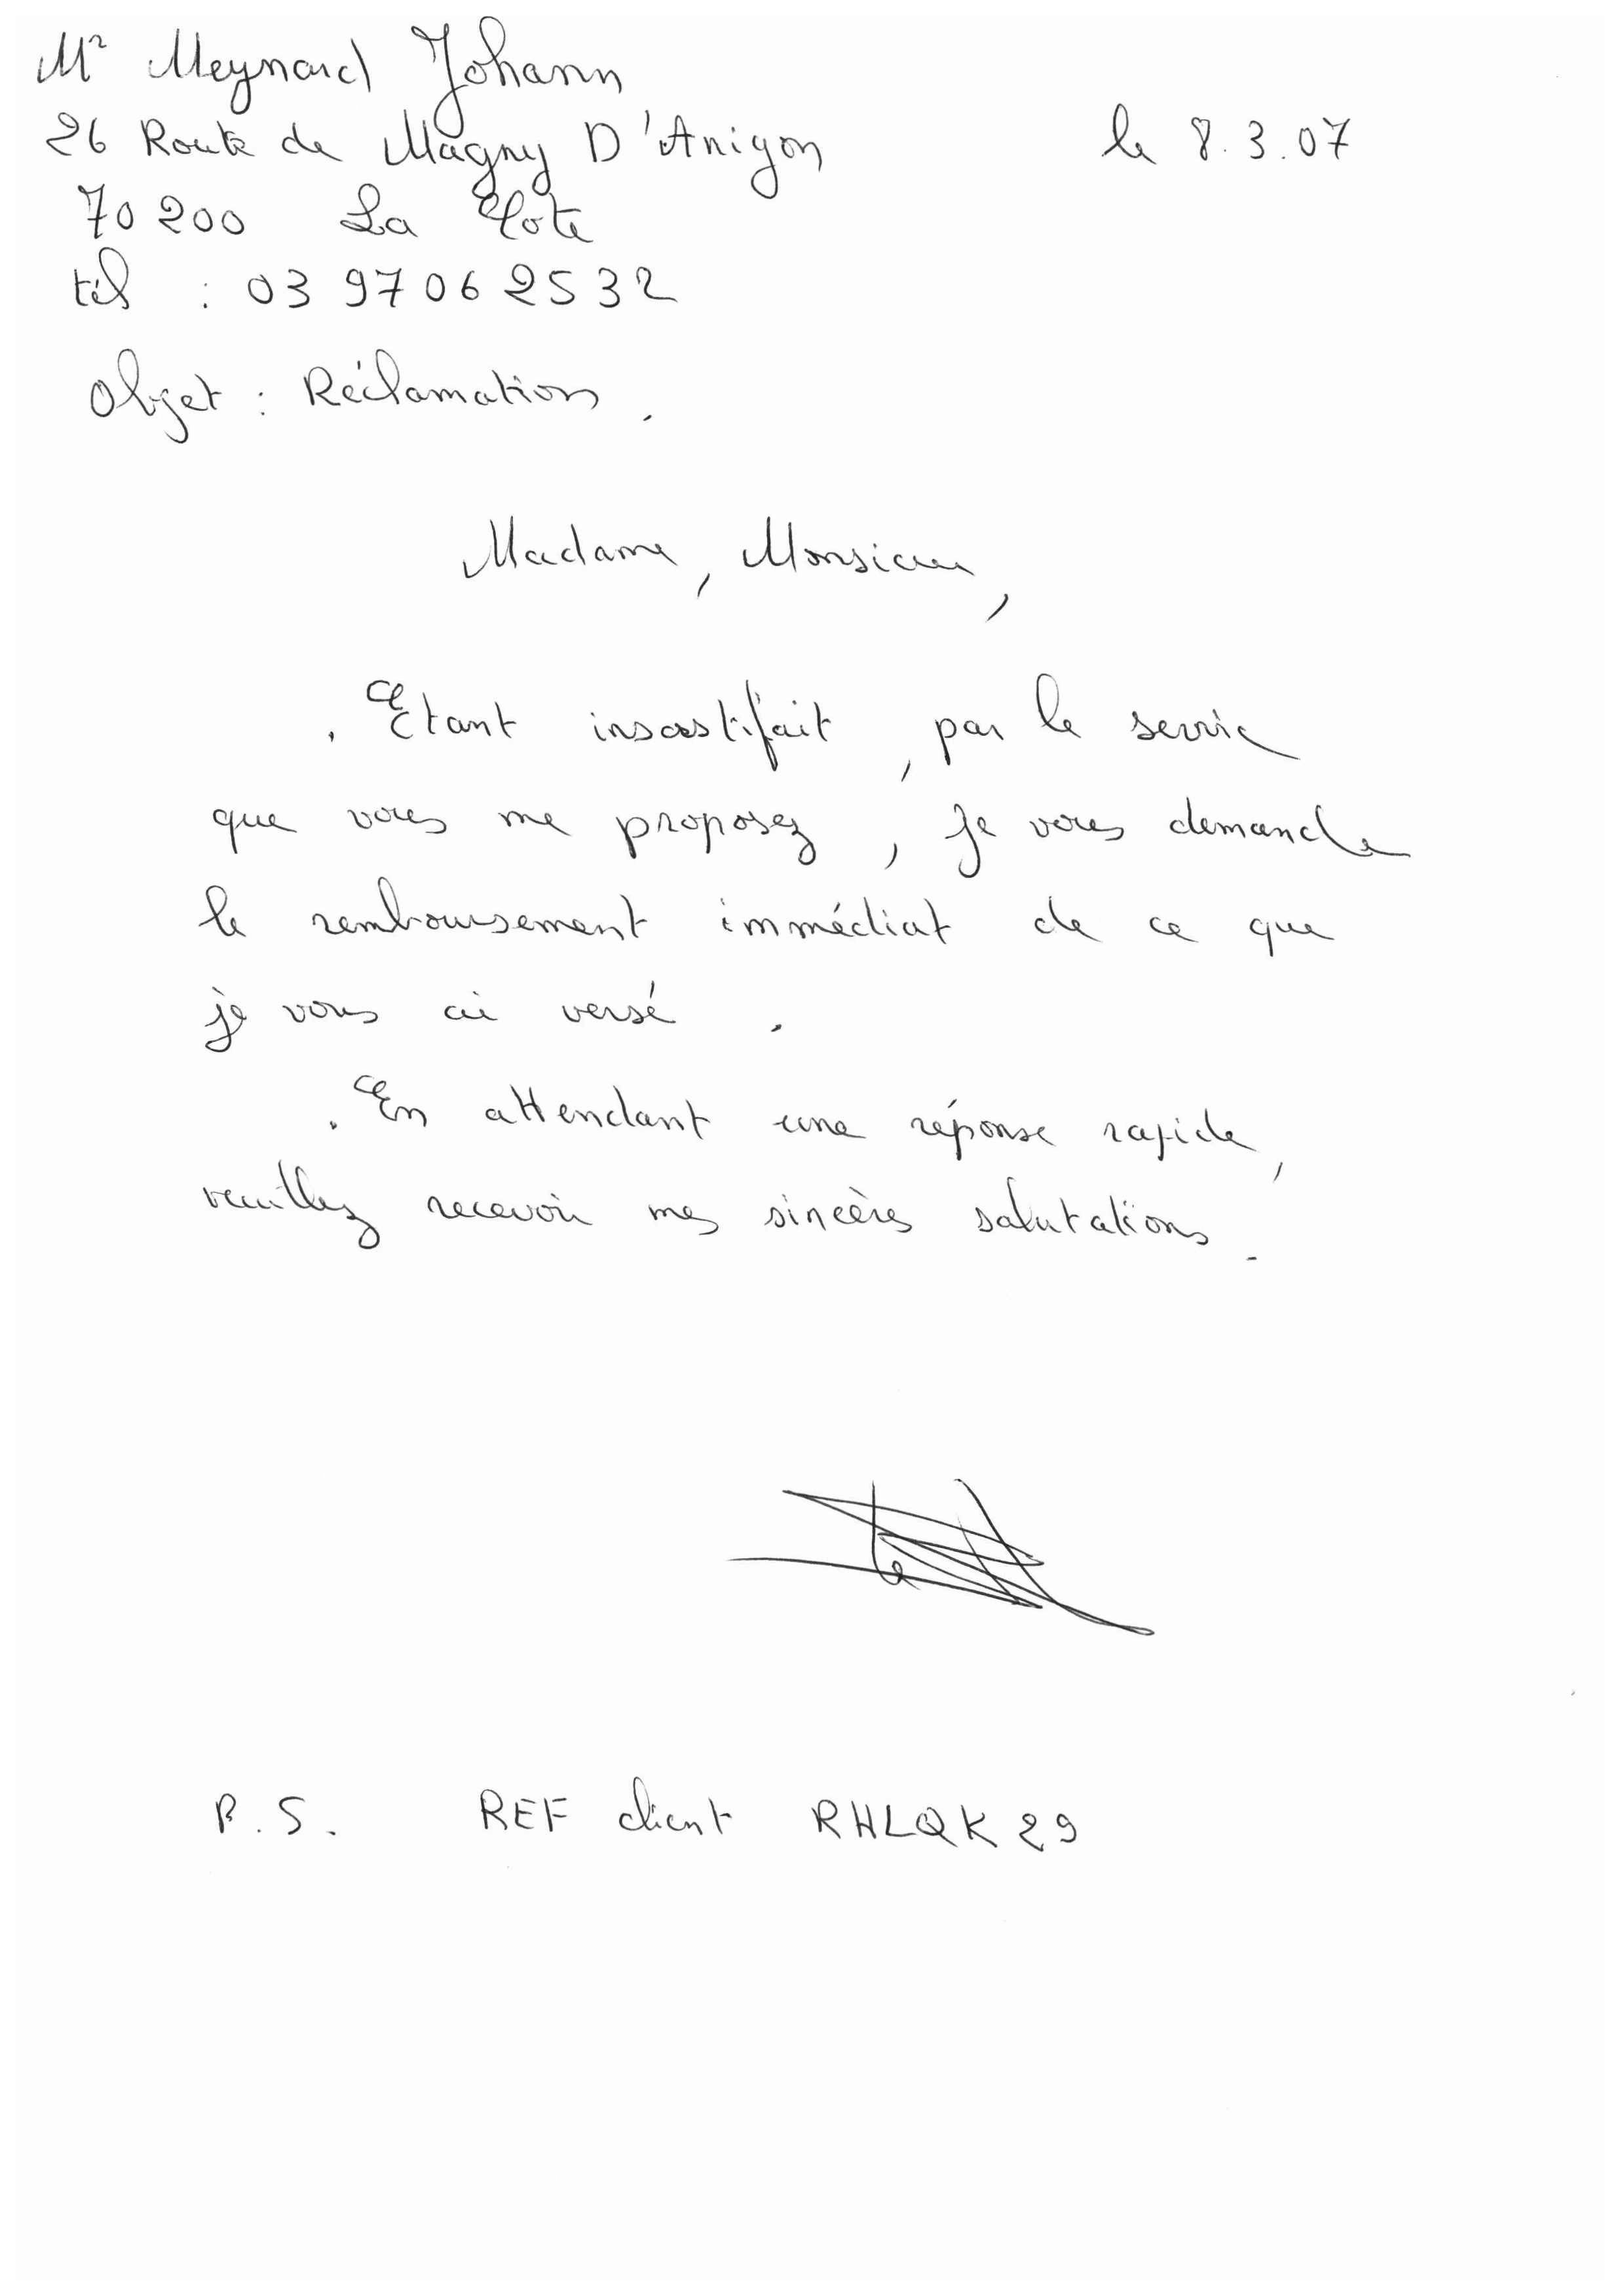 Mr Meynard Johann
26 Route de Magny D'Anigon
le 8.3.07
70 200 La Cote
tél : 03 97 06 25 32
Objet : Réclamation.
Madame, Monsieur,
. Etant insastifait, par le service
que vous me proposez, je vous demande
le remboursement immédiat de ce que
je vous ai versé.
. En attendant une réponse rapide,
veuillez recevoir mes sincères salutations.
P.S. REF client RHLQK29